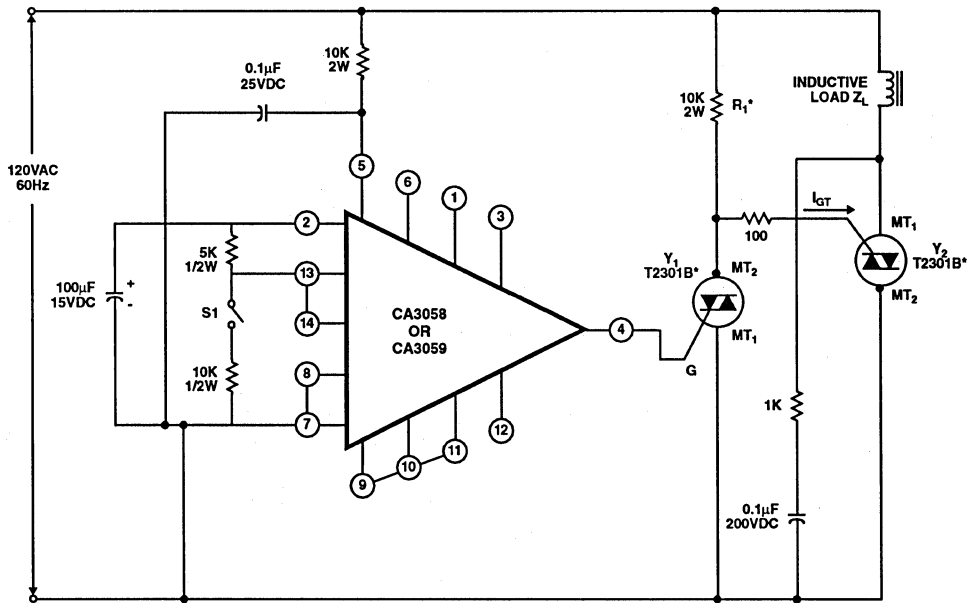 10K
2W
0.1µF
25VDC
10K
2W
R1*
INDUCTIVE
LOAD ZL
120VAC
60Hz
5
6
1
3
2
IGT
100
MT1
5K
1/2W
13
Y1
T2301B*
MT2
Y2
T2301B*
MT2
100µF
15VDC
+
-
S1
14
CA3058
OR
CA3059
4
MT1
G
10K
1/2W
8
7
1K
12
11
10
9
0.1µF
200VDC